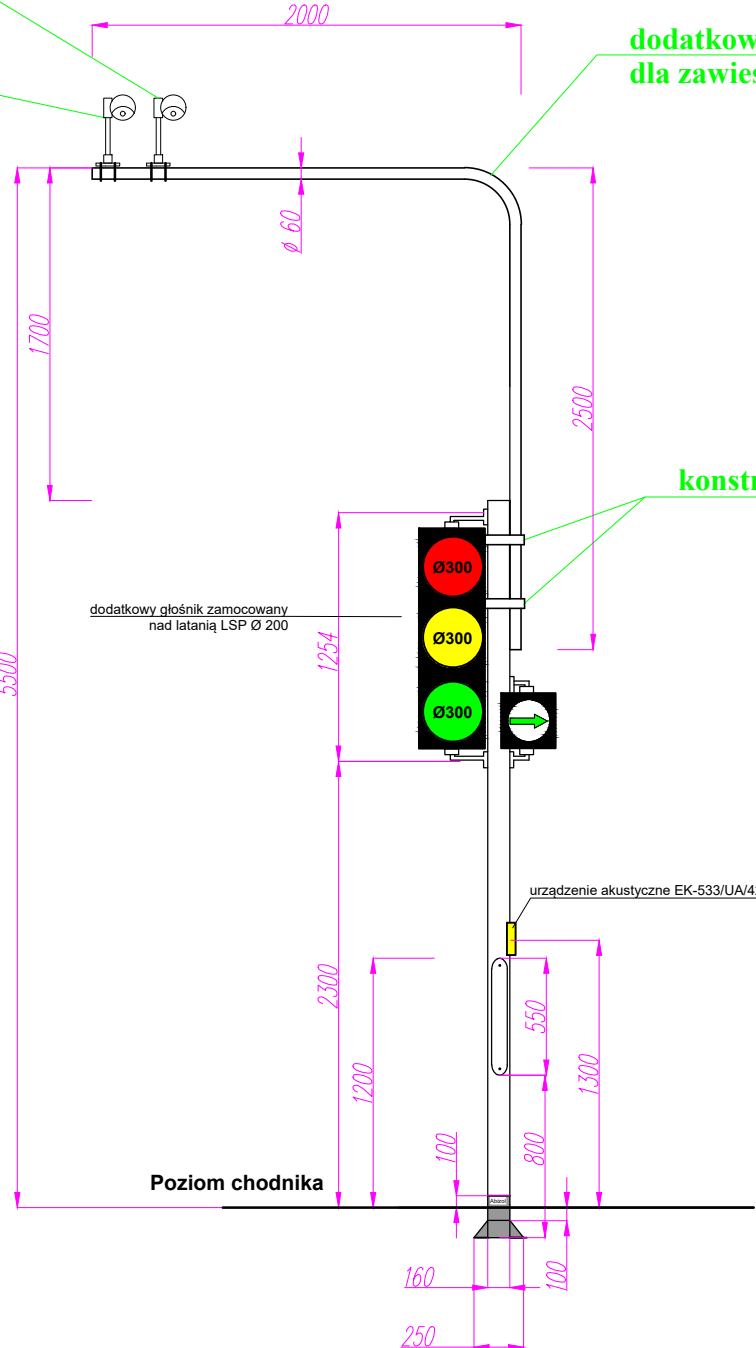 2000
dodatkow
dla zawies
ø 60
1700
2500
konstr
Ø300
dodatkowy głośnik zamocowany
nad latanią LSP Ø 200
Ø300
1254
5500
Ø300
urządzenie akustyczne EK-533/UA/4
2300
550
1200
1300
100
800
Poziom chodnika
160
100
250